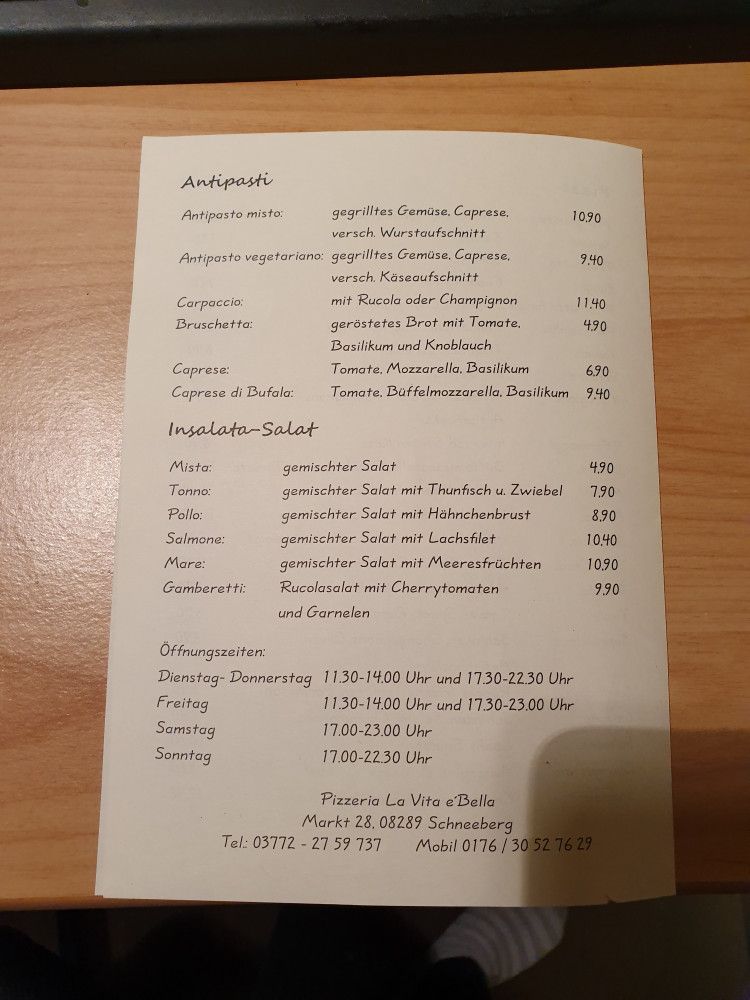 Antipasti
Antipasto misto: gegrilltes Gemüse, Caprese, 10,90
versch. Wurstaufschnitt
Antipasto vegetariano: gegrilltes Gemüse, Caprese, 9,40
versch. Käseaufschnitt
Carpaccio: mit Rucola oder Champignon 11,40
Bruschetta: geröstetes Brot mit Tomate, 4,90
Basilikum und Knoblauch
Caprese: Tomate, Mozzarella, Basilikum 6,90
Caprese di Bufala: Tomate, Büffelmozzarella, Basilikum 9,40
Insalata-Salat
Mista: gemischter Salat 4,90
Tonno: gemischter Salat mit Thunfisch u. Zwiebel 7,90
Pollo: gemischter Salat mit Hähnchenbrust 8,90
Salmone: gemischter Salat mit Lachsfilet 10,40
Mare: gemischter Salat mit Meeresfrüchten 10,90
Gamberetti: Rucolasalat mit Cherrytomaten 9,90
und Garnelen
Öffnungszeiten:
Dienstag- Donnerstag 11.30-14.00 Uhr und 17.30-22.30 Uhr
Freitag 11.30-14.00 Uhr und 17.30-23.00 Uhr
Samstag 17.00-23.00 Uhr
Sonntag 17.00-22.30 Uhr
Pizzeria La Vita e´Bella
Markt 28, 08289 Schneeberg
Tel.: 03772 - 27 59 737 Mobil 0176 / 30 52 76 29